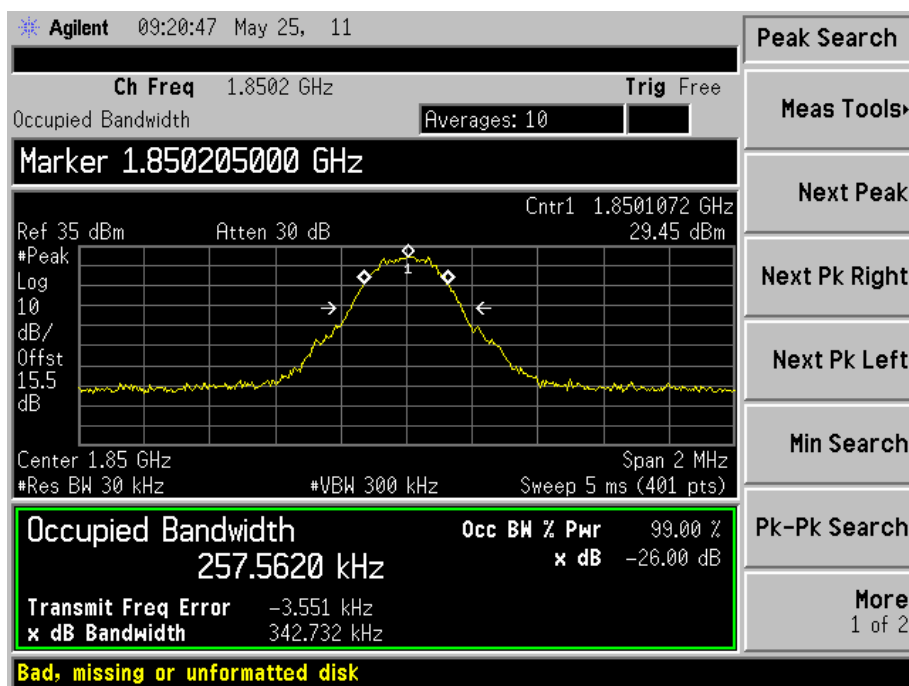 Agilent 09:20:47 May 25, 11
Peak Search
Ch Freq 1.8502 GHz Trig Free
Occupied Bandwidth Averages: 10
Meas Tools
Marker 1.850205000 GHz
Next Peak
Cntr1 1.8501072 GHz
Ref 35 dBm Atten 30 dB 29.45 dBm
#Peak
Log
10
dB/
Offst
15.5
dB
1
Next Pk Right
Next Pk Left
Center 1.85 GHz Span 2 MHz
#Res BW 30 kHz #VBW 300 kHz Sweep 5 ms (401 pts)
Min Search
Occupied Bandwidth Occ BW % Pwr 99.00 %
257.5620 kHz x dB -26.00 dB
Pk-Pk Search
Transmit Freq Error -3.551 kHz
x dB Bandwidth 342.732 kHz
More
1 of 2
Bad, missing or unformatted disk